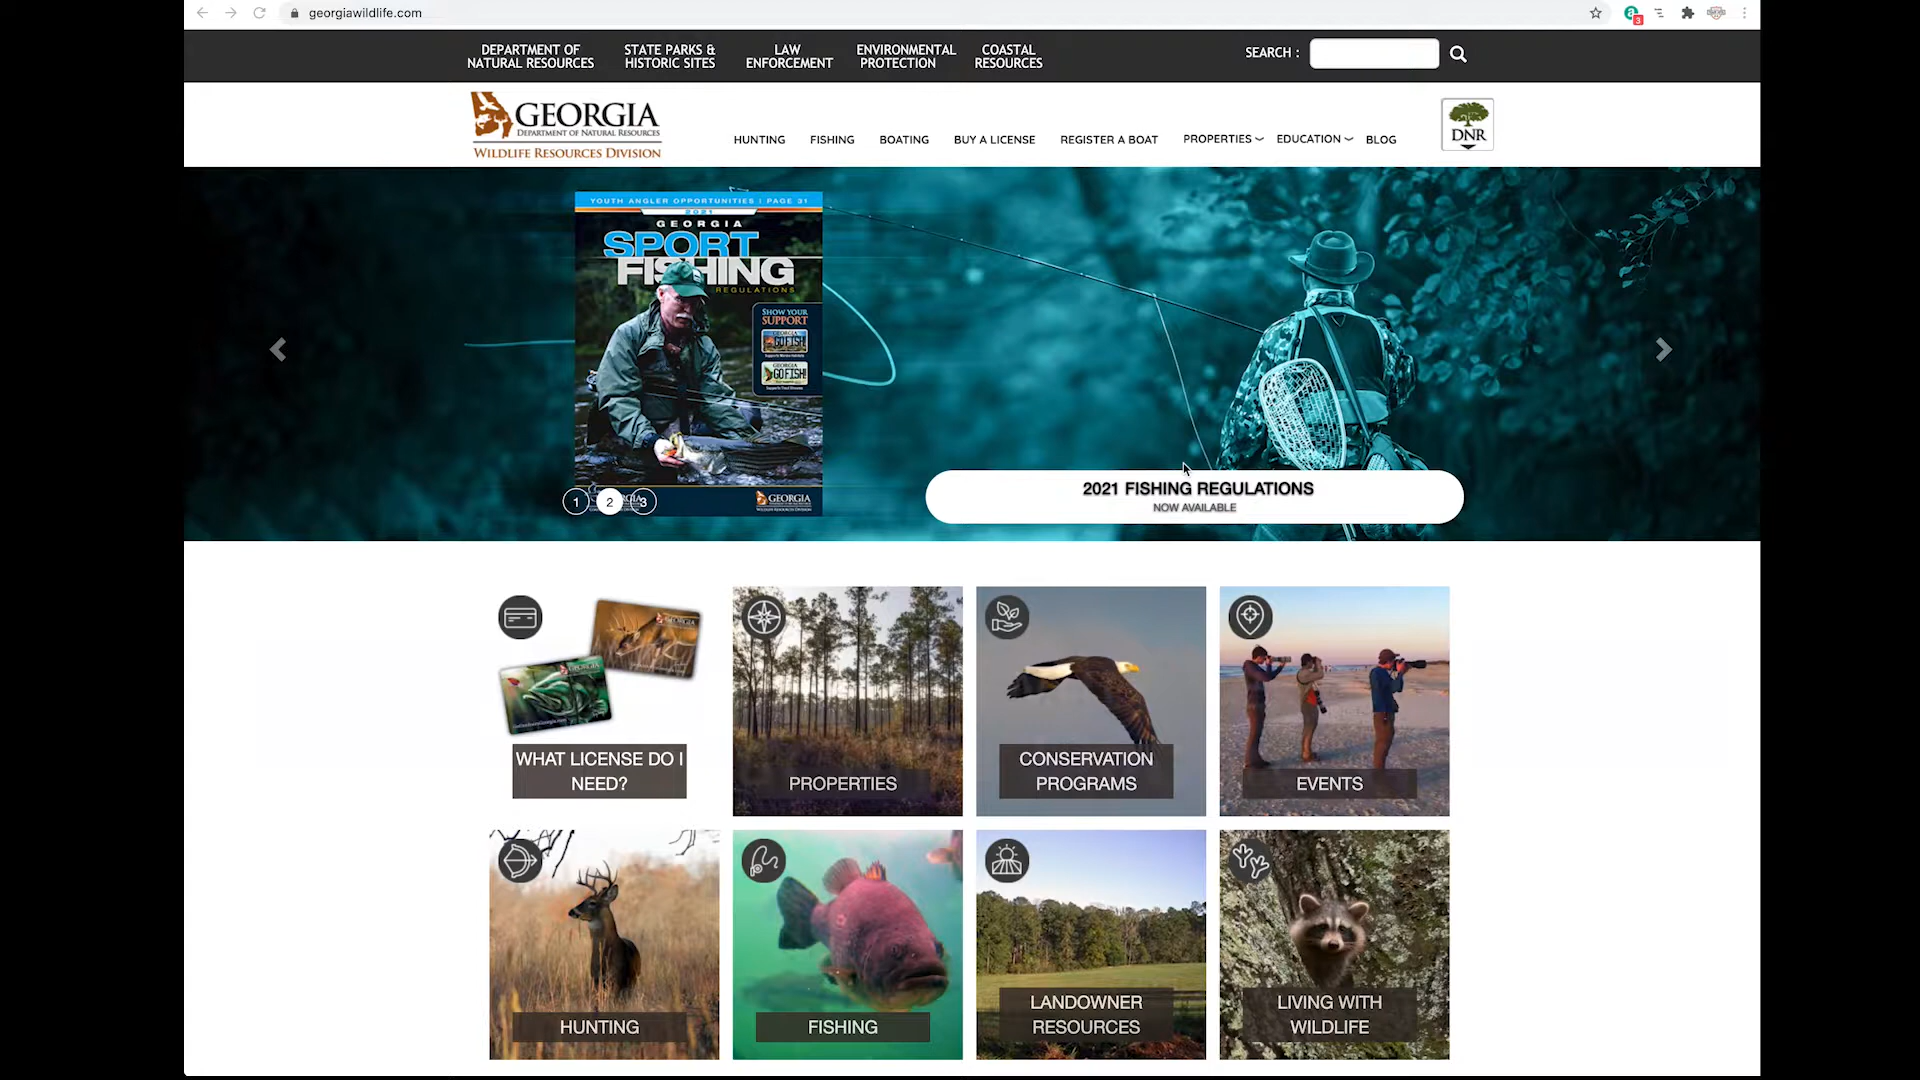 georgiawildlife.com
3
DEPARTMENT OF
NATURAL RESOURCES
STATE PARKS &
HISTORIC SITES
LAW
ENFORCEMENT
ENVIRONMENTAL
PROTECTION
COASTAL
RESOURCES
SEARCH :
GEORGIA
DEPARTMENT OF NATURAL RESOURCES
WILDLIFE RESOURCES DIVISION
HUNTING
FISHING
BOATING
BUY A LICENSE
REGISTER A BOAT
PROPERTIES
EDUCATION
BLOG
DNR
YOUTH ANGLER OPPORTUNITIES | PAGE 31
2021
GEORGIA
SPORT
FISHING
REGULATIONS
SHOW YOUR
SUPPORT
GO FISH
GEORGIA
GO FISH!
1
2
3
GEORGIA
2021 FISHING REGULATIONS
NOW AVAILABLE
GEORGIA
GEORGIA
WHAT LICENSE DO I
NEED?
PROPERTIES
CONSERVATION
PROGRAMS
EVENTS
HUNTING
FISHING
LANDOWNER
RESOURCES
LIVING WITH
WILDLIFE